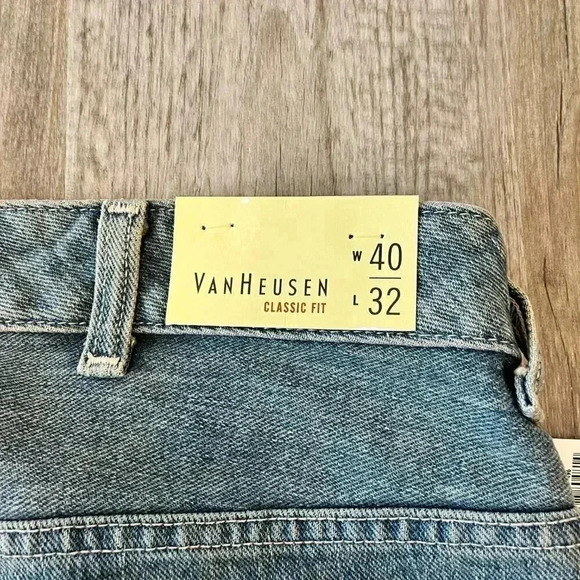 VANHEUSEN
CLASSIC FIT
W 40
L 32